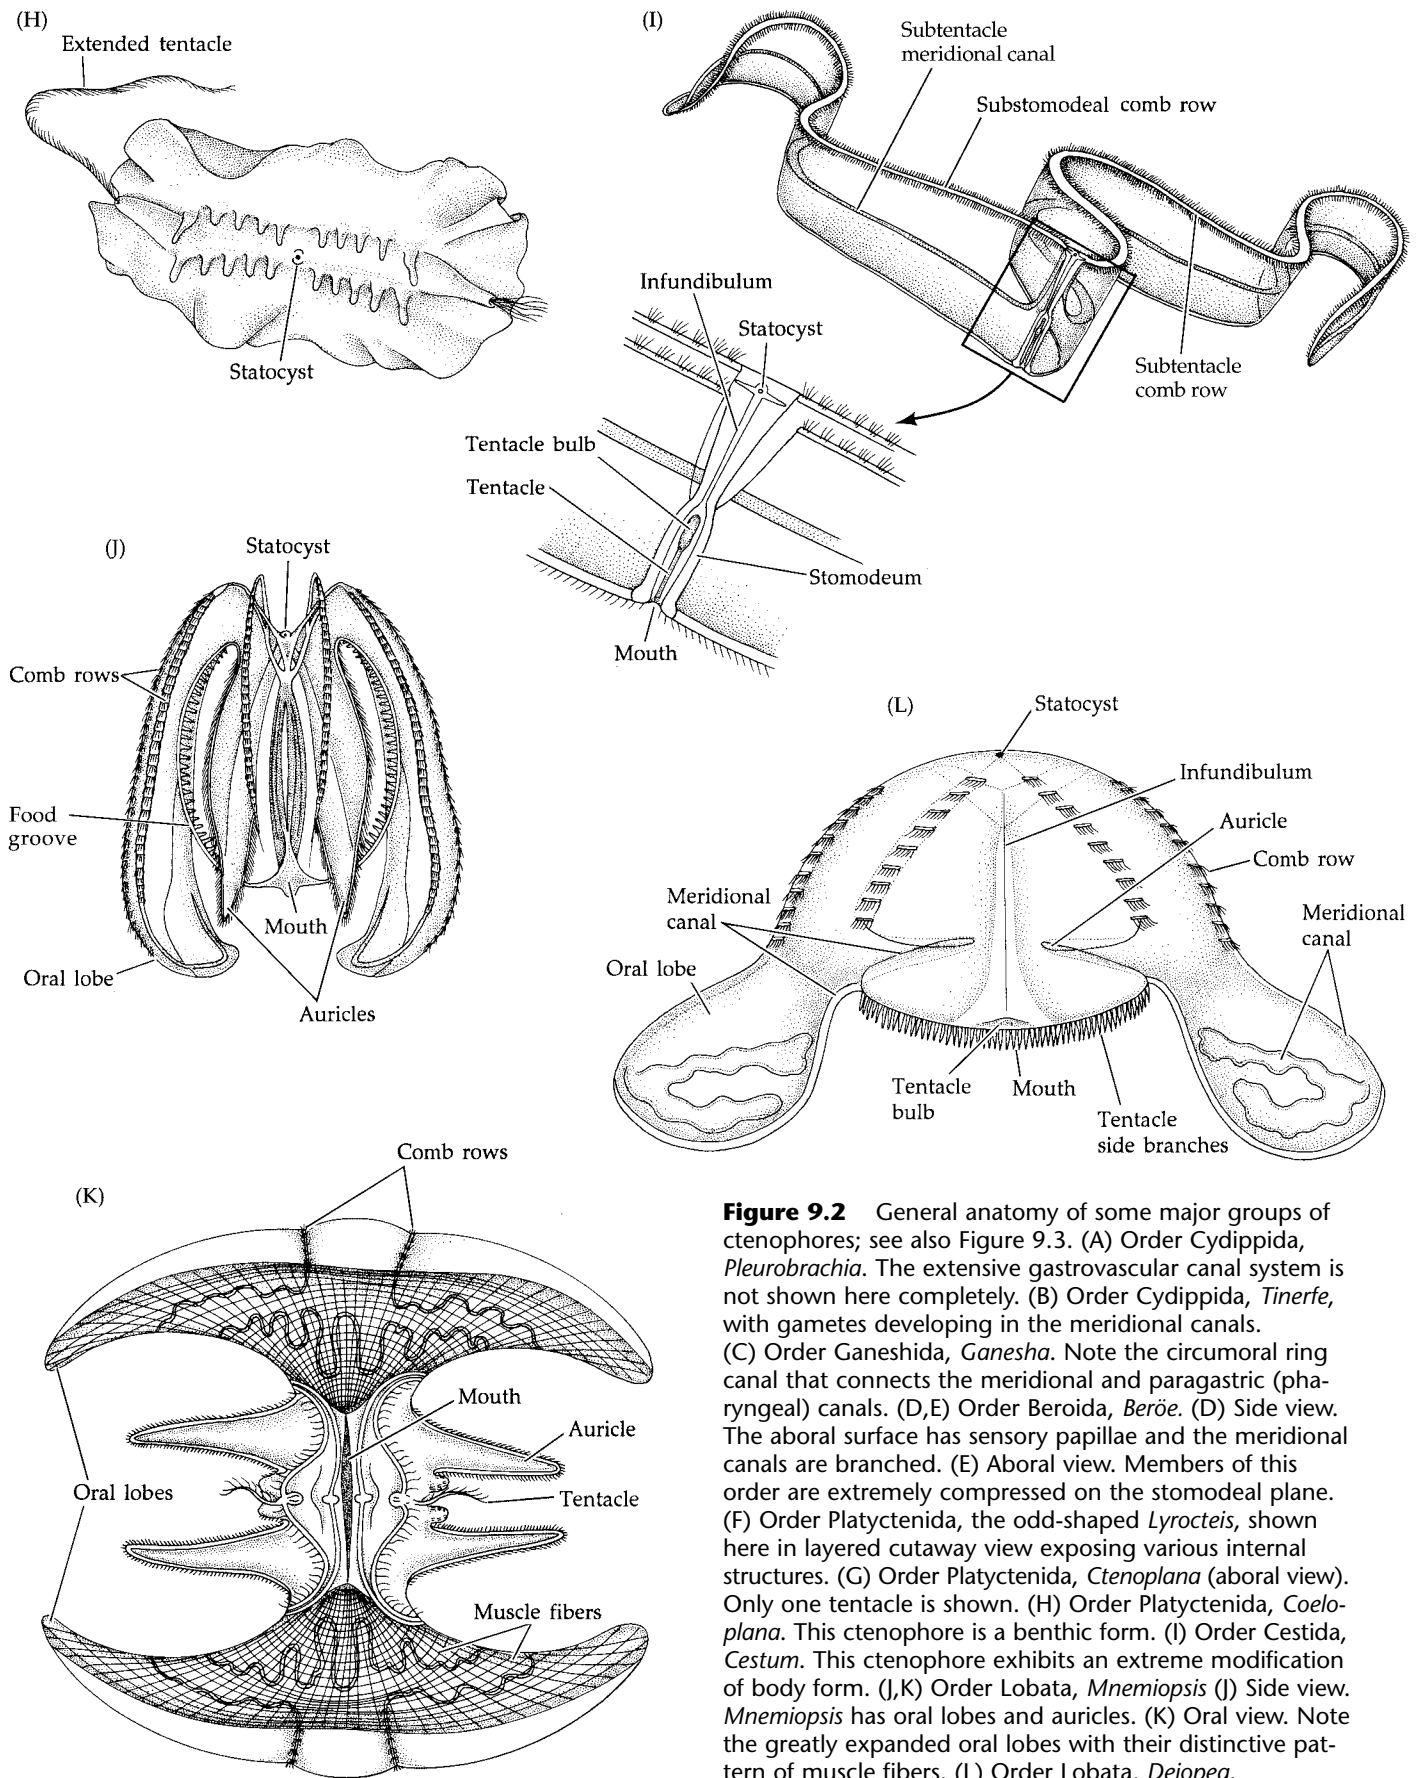 (H)
Extended tentacle
Statocyst
(I)
Subtentacle
meridional canal
Substomodeal comb row
Infundibulum
Statocyst
Subtentacle
comb row
Tentacle bulb
Tentacle
Stomodeum
Mouth
(J)
Statocyst
Comb rows
Food
groove
Mouth
Oral lobe
Auricles
(L)
Statocyst
Infundibulum
Auricle
Comb row
Meridional
canal
Meridional
canal
Oral lobe
Tentacle
bulb
Mouth
Tentacle
side branches
(K)
Comb rows
Mouth
Auricle
Oral lobes
Tentacle
Muscle fibers
Figure 9.2 General anatomy of some major groups of
ctenophores; see also Figure 9.3. (A) Order Cydippida,
Pleurobrachia. The extensive gastrovascular canal system is
not shown here completely. (B) Order Cydippida, Tinerfe,
with gametes developing in the meridional canals.
(C) Order Ganeshida, Ganesha. Note the circumoral ring
canal that connects the meridional and paragastric (pha-
ryngeal) canals. (D,E) Order Beroida, Beröe. (D) Side view.
The aboral surface has sensory papillae and the meridional
canals are branched. (E) Aboral view. Members of this
order are extremely compressed on the stomodeal plane.
(F) Order Platyctenida, the odd-shaped Lyrocteis, shown
here in layered cutaway view exposing various internal
structures. (G) Order Platyctenida, Ctenoplana (aboral view).
Only one tentacle is shown. (H) Order Platyctenida, Coelo-
plana. This ctenophore is a benthic form. (I) Order Cestida,
Cestum. This ctenophore exhibits an extreme modification
of body form. (J,K) Order Lobata, Mnemiopsis (J) Side view.
Mnemiopsis has oral lobes and auricles. (K) Oral view. Note
the greatly expanded oral lobes with their distinctive pat-
tern of muscle fibers. (L) Order Lobata, Deiopea.